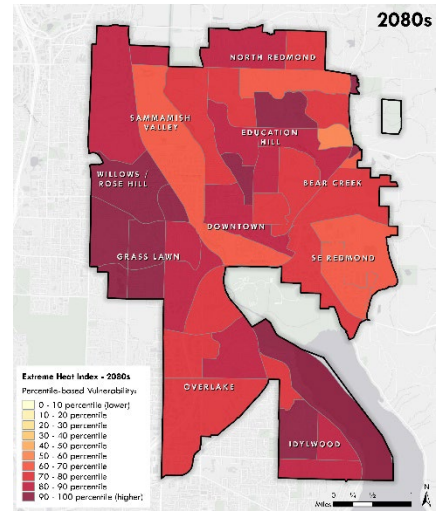 2080s
NORTH REDMOND
SAMMAMISH
VALLEY
EDUCATION
HILL
WILLOWS /
ROSE HILL
BEAR CREEK
DOWNTOWN
GRASS LAWN
SE REDMOND
OVERLAKE
IDYLWOOD
Extreme Heat Index - 2080s
Percentile-based Vulnerability:
0 - 10 percentile (lower)
10 - 20 percentile
20 - 30 percentile
30 - 40 percentile
40 - 50 percentile
50 - 60 percentile
60 - 70 percentile
70 - 80 percentile
80 - 90 percentile
90 - 100 percentile (higher)
N
Miles 0